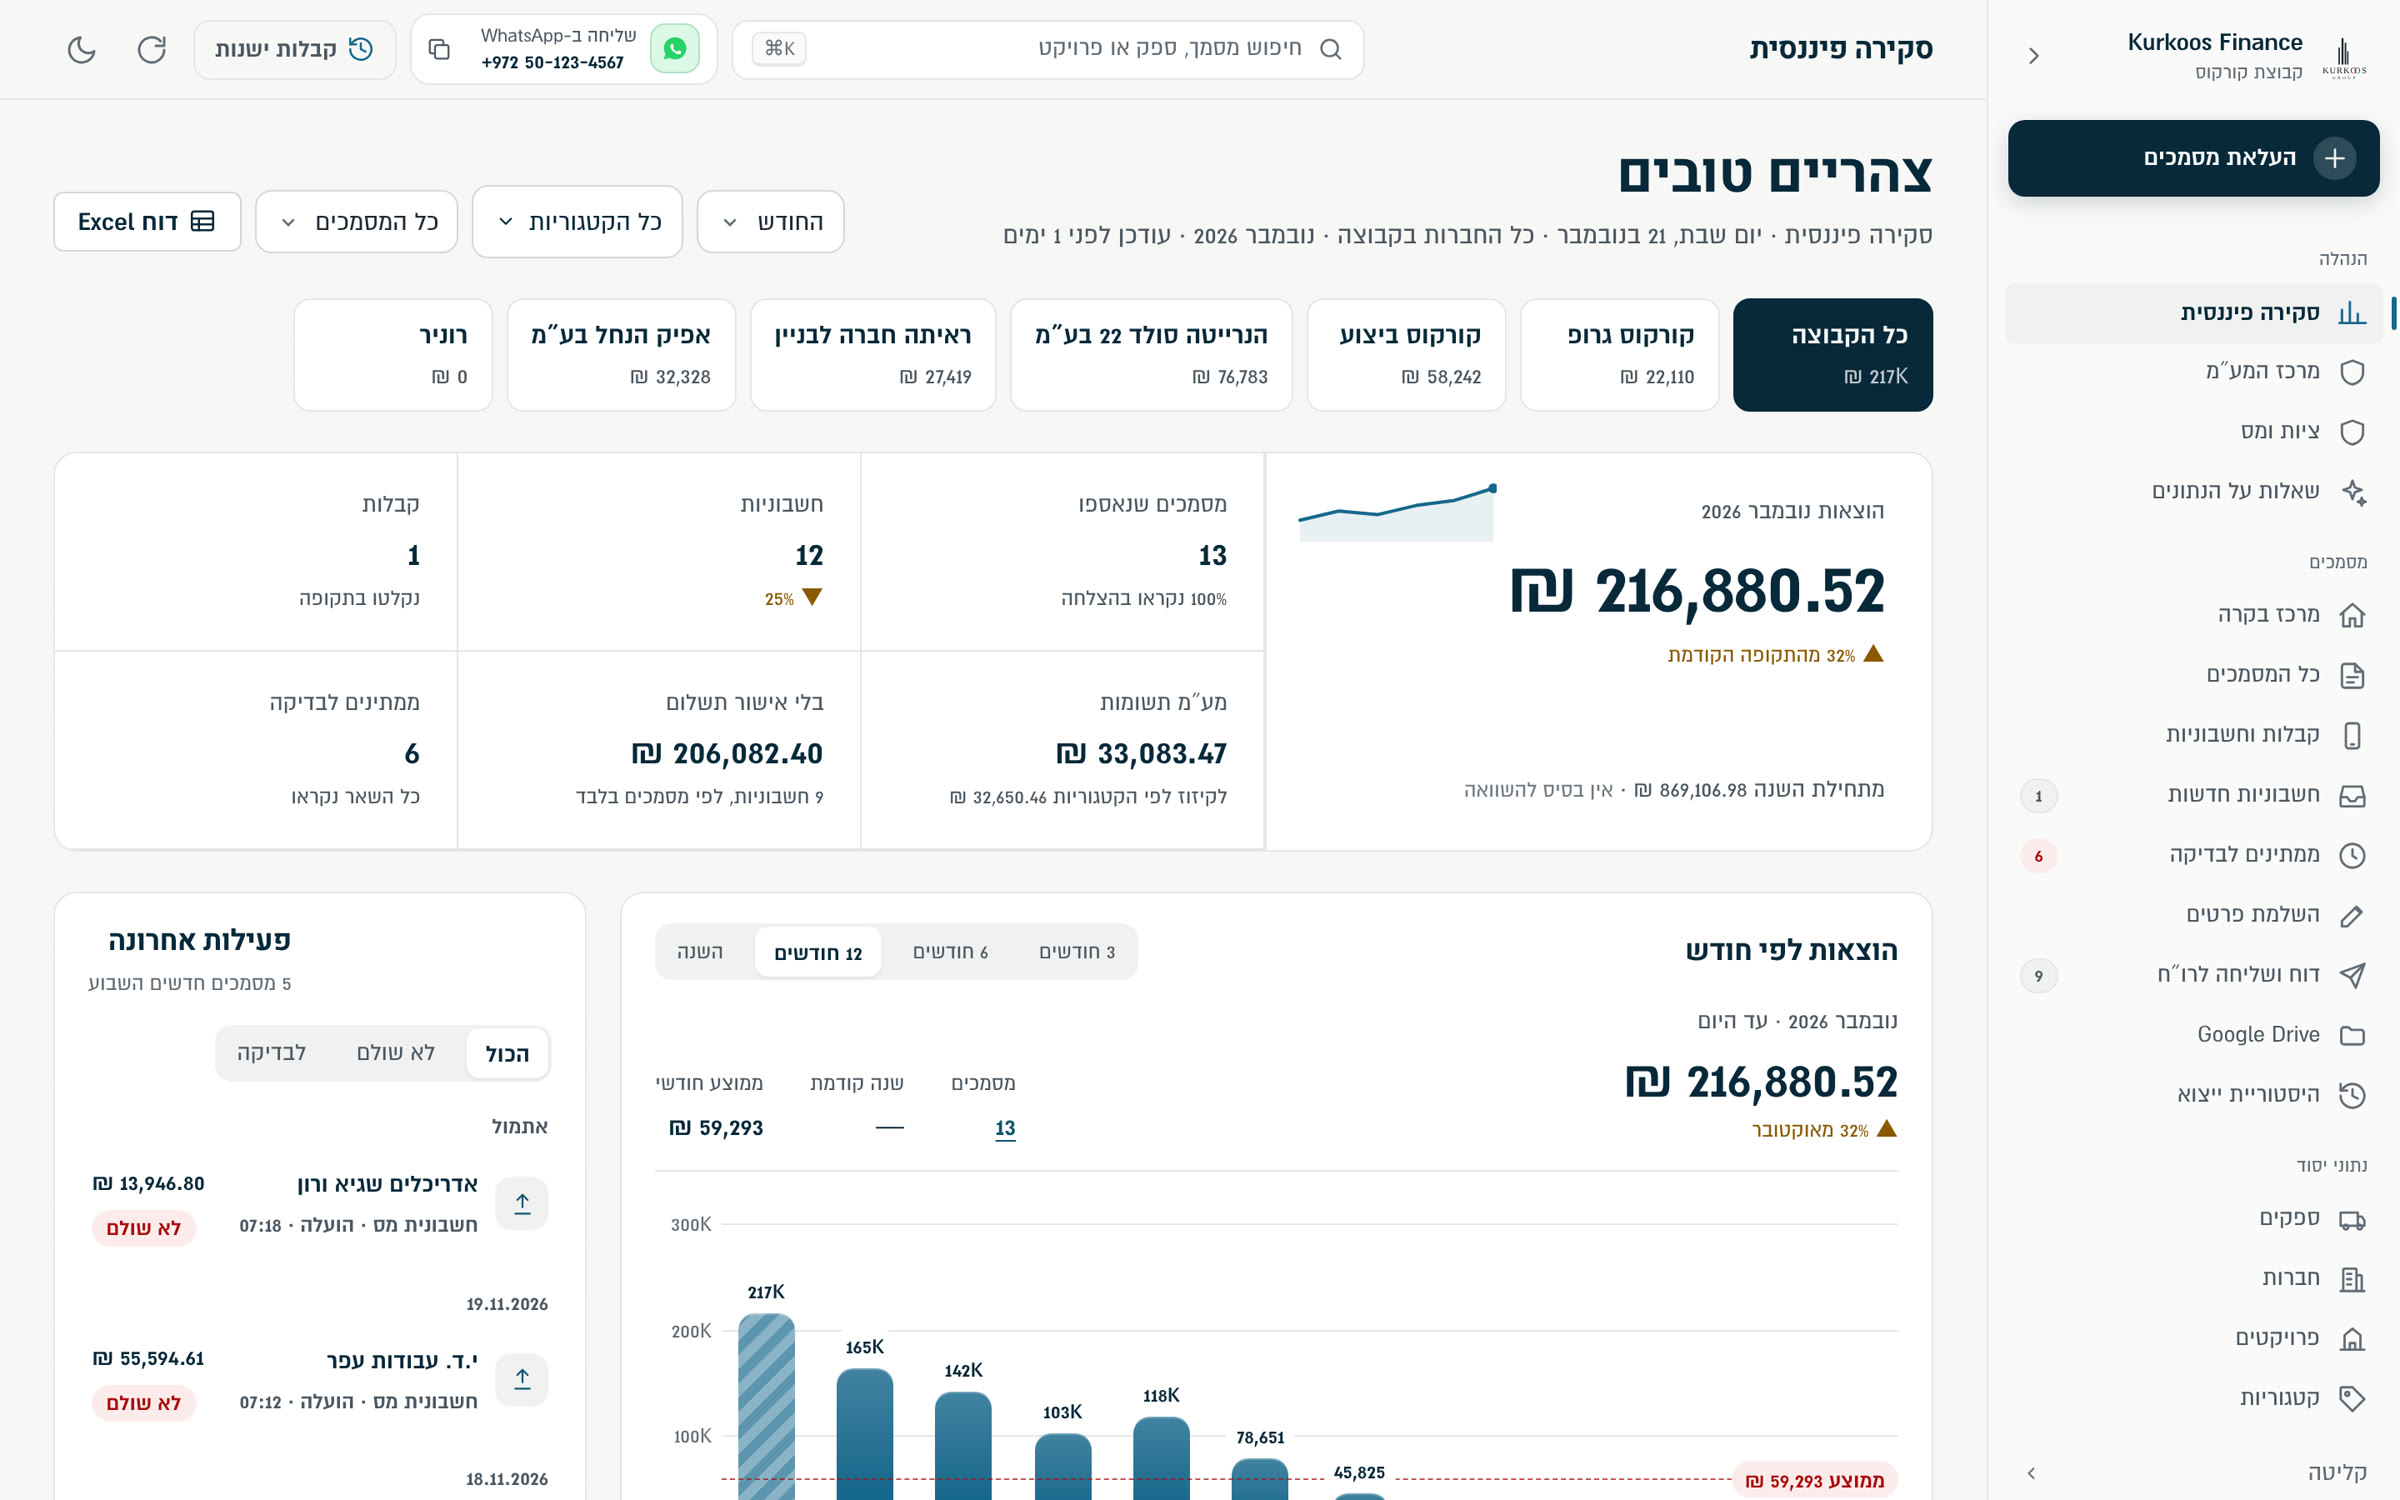 Kurkoos Finance
קבוצת קורקוס
KURKOOS
GROUP
העלאת מסמכים
הנהלה
סקירה פיננסית
מרכז המע״מ
ציות ומס
שאלות על הנתונים
מסמכים
מרכז בקרה
כל המסמכים
קבלות וחשבוניות
חשבוניות חדשות 1
ממתינים לבדיקה 6
השלמת פרטים
דוח ושליחה לרו״ח 9
Google Drive
היסטוריית ייצוא
נתוני יסוד
ספקים
חברות
פרויקטים
קטגוריות
קליטה
סקירה פיננסית
חיפוש מסמך, ספק או פרויקט ⌘K
שליחה ב-WhatsApp
+972 50-123-4567
קבלות ישנות
צהריים טובים
סקירה פיננסית · יום שבת, 21 בנובמבר · כל החברות בקבוצה · נובמבר 2026 · עודכן לפני 1 ימים
החודש
כל הקטגוריות
כל המסמכים
דוח Excel
כל הקבוצה
217K ₪
קורקוס גרופ
22,110 ₪
קורקוס ביצוע
58,242 ₪
הנרייטה סולד 22 בע״מ
76,783 ₪
ראיתה חברה לבניין
27,419 ₪
אפיק הנחל בע״מ
32,328 ₪
רוניר
0 ₪
הוצאות נובמבר 2026
216,880.52 ₪
▲ 32% מהתקופה הקודמת
מתחילת השנה 869,106.98 ₪ · אין בסיס להשוואה
מסמכים שנאספו
13
100% נקראו בהצלחה
חשבוניות
12
▼ 25%
קבלות
1
נקלטו בתקופה
מע״מ תשומות
33,083.47 ₪
לקיזוז לפי הקטגוריות 32,650.46 ₪
בלי אישור תשלום
206,082.40 ₪
9 חשבוניות, לפי מסמכים בלבד
ממתינים לבדיקה
6
כל השאר נקראו
הוצאות לפי חודש
3 חודשים
6 חודשים
12 חודשים
השנה
נובמבר 2026 · עד היום
216,880.52 ₪
▲ 32% מאוקטובר
מסמכים
13
שנה קודמת
—
ממוצע חודשי
59,293 ₪
300K
200K
100K
217K
165K
142K
103K
118K
78,651
45,825
ממוצע 59,293 ₪
פעילות אחרונה
5 מסמכים חדשים השבוע
הכול
לא שולם
לבדיקה
אתמול
אדריכלים שגיא ורון
13,946.80 ₪
חשבונית מס · הועלה · 07:18
לא שולם
19.11.2026
י.ד. עבודות עפר
55,594.61 ₪
חשבונית מס · הועלה · 07:12
לא שולם
18.11.2026